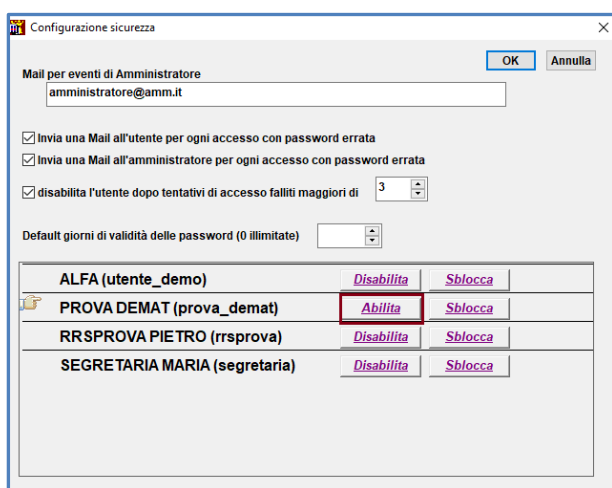 Configurazione sicurezza
OK Annulla
Mail per eventi di Amministratore
amministratore@amm.it
Invia una Mail all'utente per ogni accesso con password errata
Invia una Mail all'amministratore per ogni accesso con password errata
disabilita l'utente dopo tentativi di accesso falliti maggiori di 3
Default giorni di validità delle password (0 illimitate)
ALFA (utente_demo) Disabilita Sblocca
PROVA DEMAT (prova_demat) Abilita Sblocca
RRSPROVA PIETRO (rrsprova) Disabilita Sblocca
SEGRETARIA MARIA (segretaria) Disabilita Sblocca